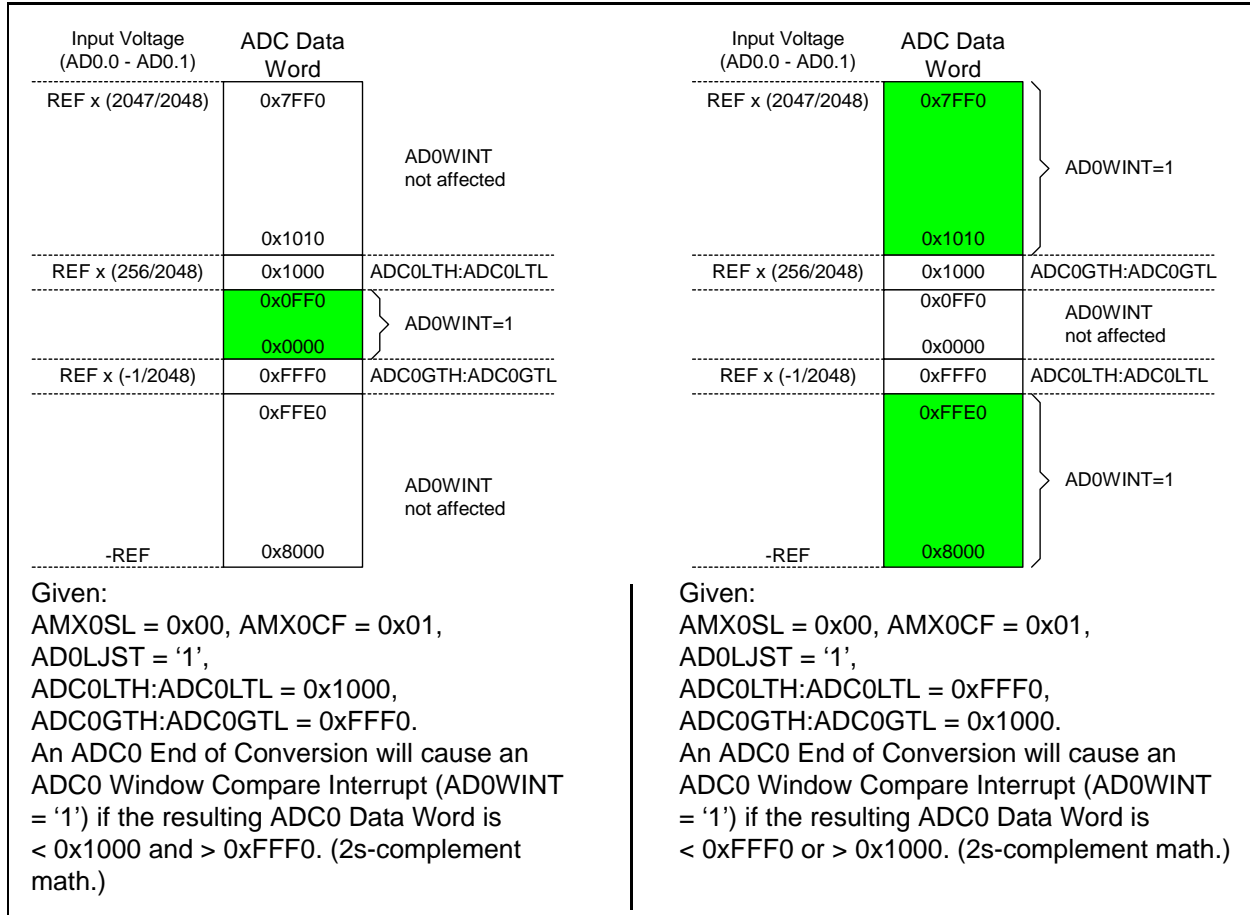 Input Voltage
(AD0.0 - AD0.1)
ADC Data
Word
REF x (2047/2048)
0x7FF0
AD0WINT
not affected
0x1010
REF x (256/2048)
0x1000
ADC0LTH:ADC0LTL
0x0FF0
AD0WINT=1
0x0000
REF x (-1/2048)
0xFFF0
ADC0GTH:ADC0GTL
0xFFE0
AD0WINT
not affected
-REF
0x8000
Given:
AMX0SL = 0x00, AMX0CF = 0x01,
AD0LJST = ‘1’,
ADC0LTH:ADC0LTL = 0x1000,
ADC0GTH:ADC0GTL = 0xFFF0.
An ADC0 End of Conversion will cause an
ADC0 Window Compare Interrupt (AD0WINT
= ‘1’) if the resulting ADC0 Data Word is
< 0x1000 and > 0xFFF0. (2s-complement
math.)
Input Voltage
(AD0.0 - AD0.1)
ADC Data
Word
REF x (2047/2048)
0x7FF0
AD0WINT=1
0x1010
REF x (256/2048)
0x1000
ADC0GTH:ADC0GTL
0x0FF0
AD0WINT
not affected
0x0000
REF x (-1/2048)
0xFFF0
ADC0LTH:ADC0LTL
0xFFE0
AD0WINT=1
-REF
0x8000
Given:
AMX0SL = 0x00, AMX0CF = 0x01,
AD0LJST = ‘1’,
ADC0LTH:ADC0LTL = 0xFFF0,
ADC0GTH:ADC0GTL = 0x1000.
An ADC0 End of Conversion will cause an
ADC0 Window Compare Interrupt (AD0WINT
= ‘1’) if the resulting ADC0 Data Word is
< 0xFFF0 or > 0x1000. (2s-complement math.)